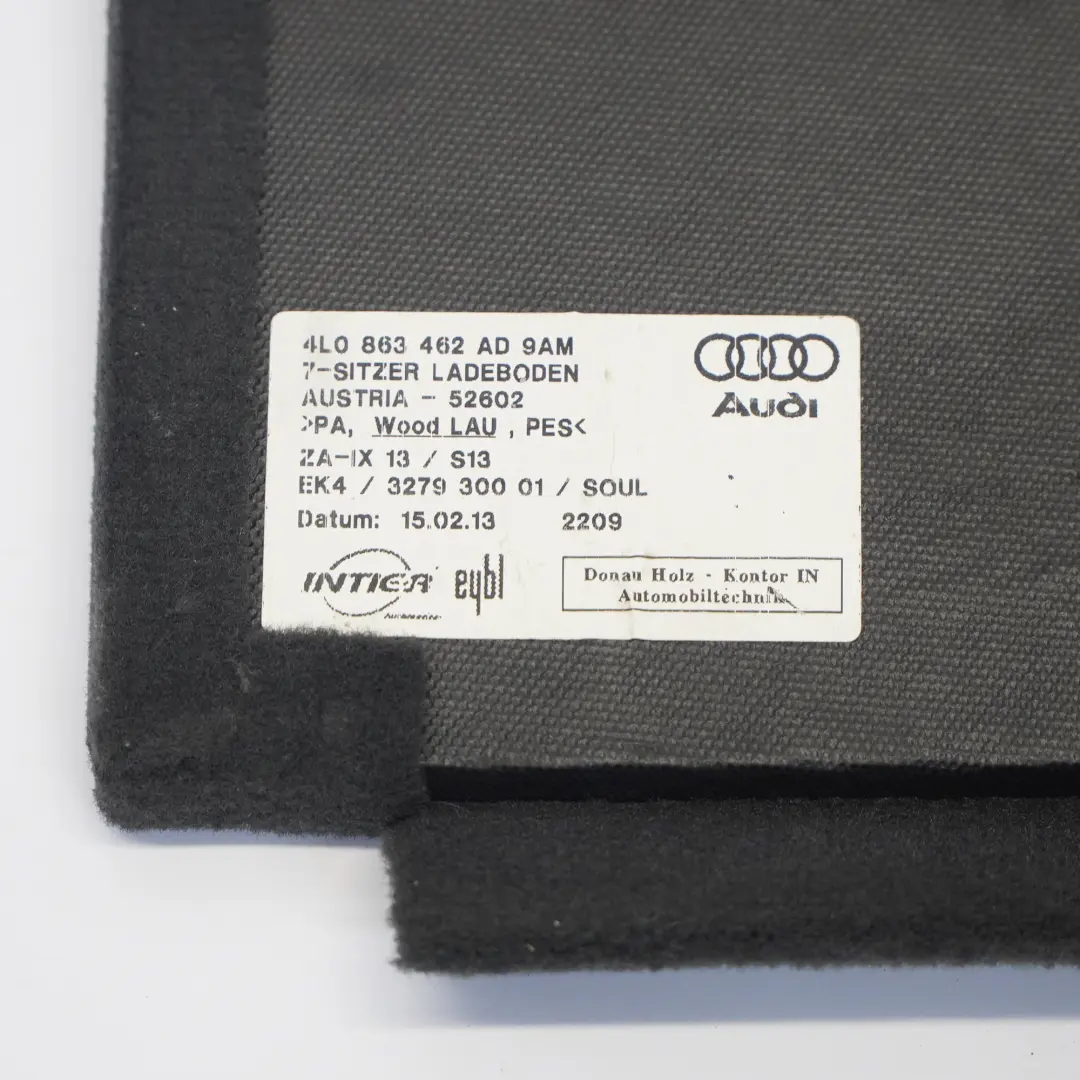 4L0 863 462 AD 9AM
7-SITZER LADEBODEN
AUSTRIA - 52602
>PA, Wood LAU , PES<
ZA-IX 13 / S13
EK4 / 3279 300 01 / SOUL
Datum: 15.02.13 2209
Audi
INTIER
eybl
Donau Holz - Kontor IN
Automobiltechnik